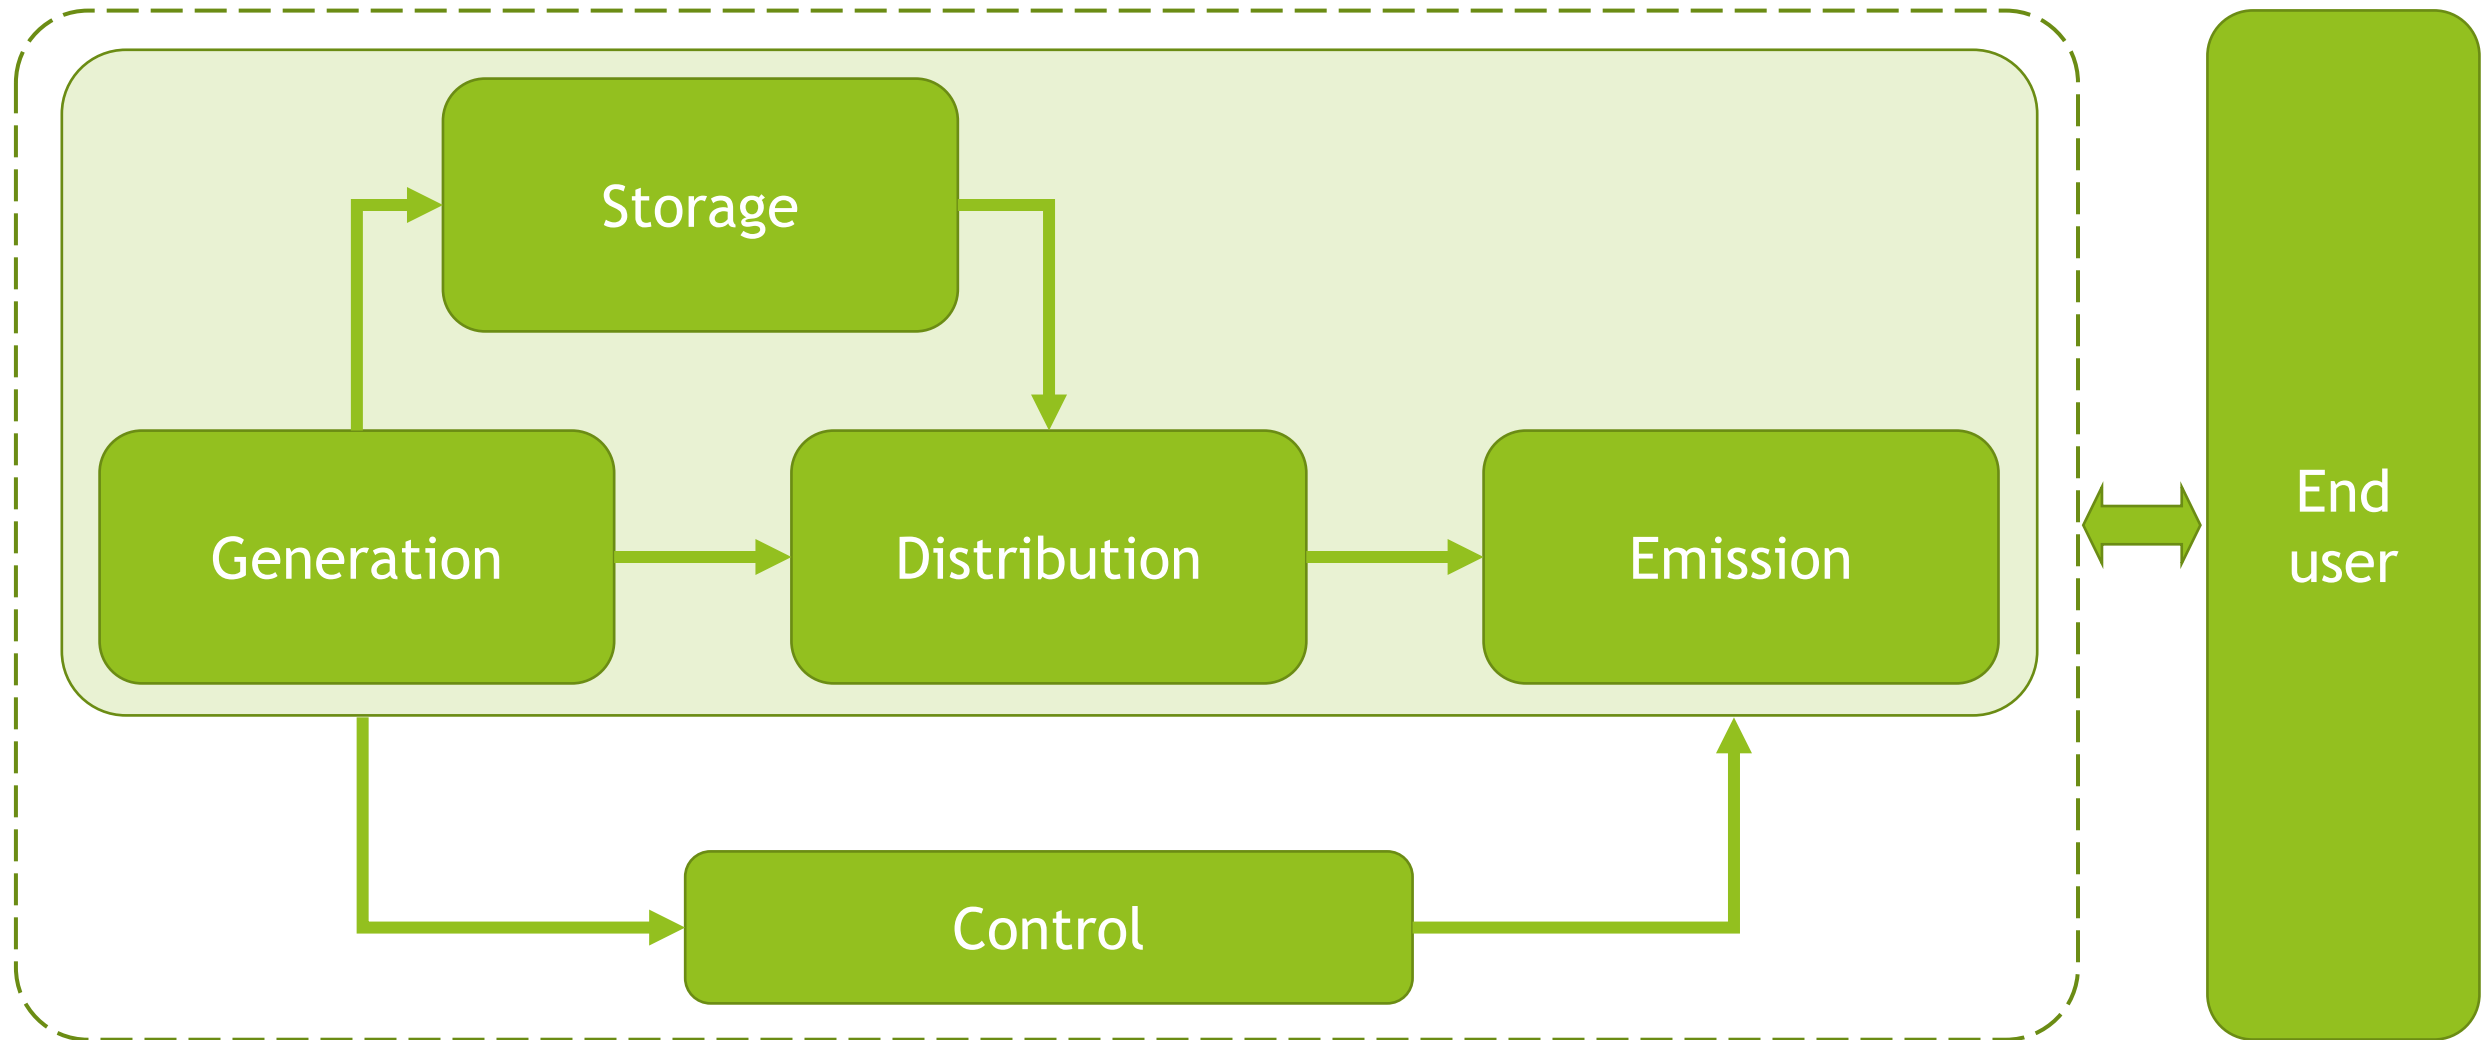 Storage
Generation
Distribution
Emission
End
user
Control